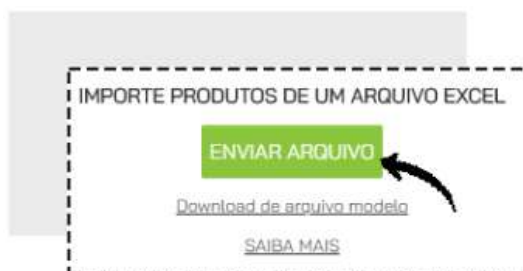 IMPORTE PRODUTOS DE UM ARQUIVO EXCEL
ENVIAR ARQUIVO
Download de arquivo modelo
SAIBA MAIS